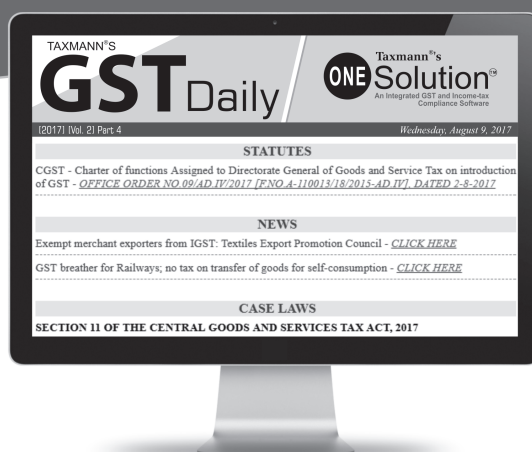 TAXMANN®S
GST Daily
ONE Taxmann®'s Solution™
An Integrated GST and Income-tax
Compliance Software
[2017] [Vol. 2] Part 4 Wednesday, August 9, 2017
STATUTES
CGST - Charter of functions Assigned to Directorate General of Goods and Service Tax on introduction
of GST - OFFICE ORDER NO.09/AD.IV/2017 [F.NO.A-110013/18/2015-AD.IV], DATED 2-8-2017
NEWS
Exempt merchant exporters from IGST: Textiles Export Promotion Council - CLICK HERE
GST breather for Railways; no tax on transfer of goods for self-consumption - CLICK HERE
CASE LAWS
SECTION 11 OF THE CENTRAL GOODS AND SERVICES TAX ACT, 2017